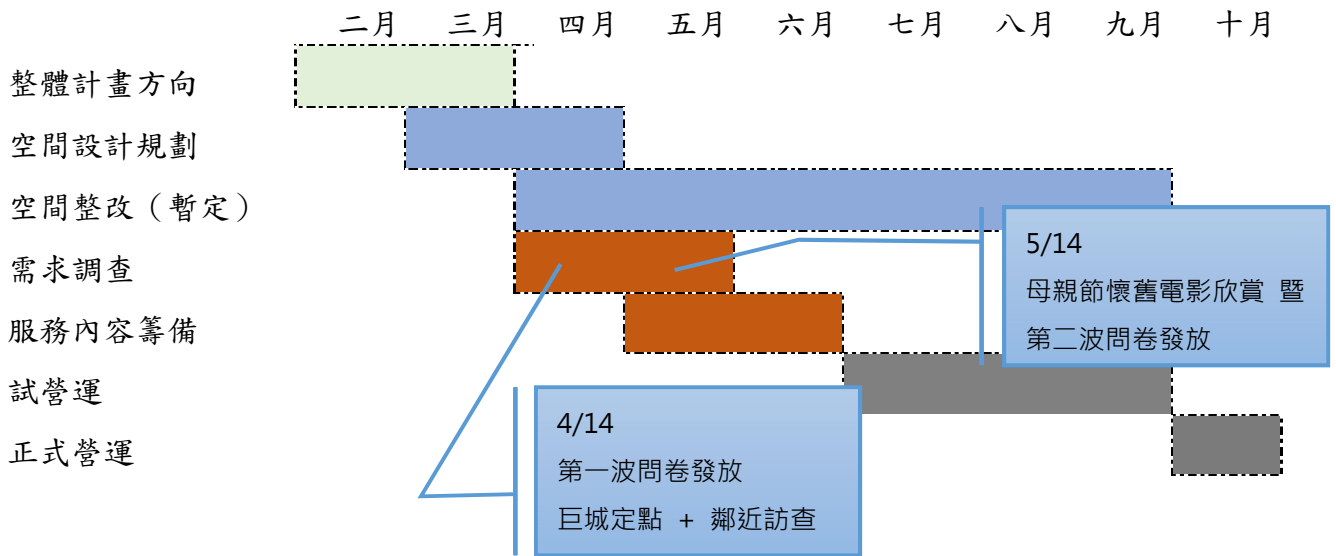 二月 三月 四月 五月 六月 七月 八月 九月 十月
整體計畫方向
空間設計規劃
空間整改（暫定）
需求調查
服務內容籌備
試營運
正式營運
5/14
母親節懷舊電影欣賞 暨
第二波問卷發放
4/14
第一波問卷發放
巨城定點 + 鄰近訪查